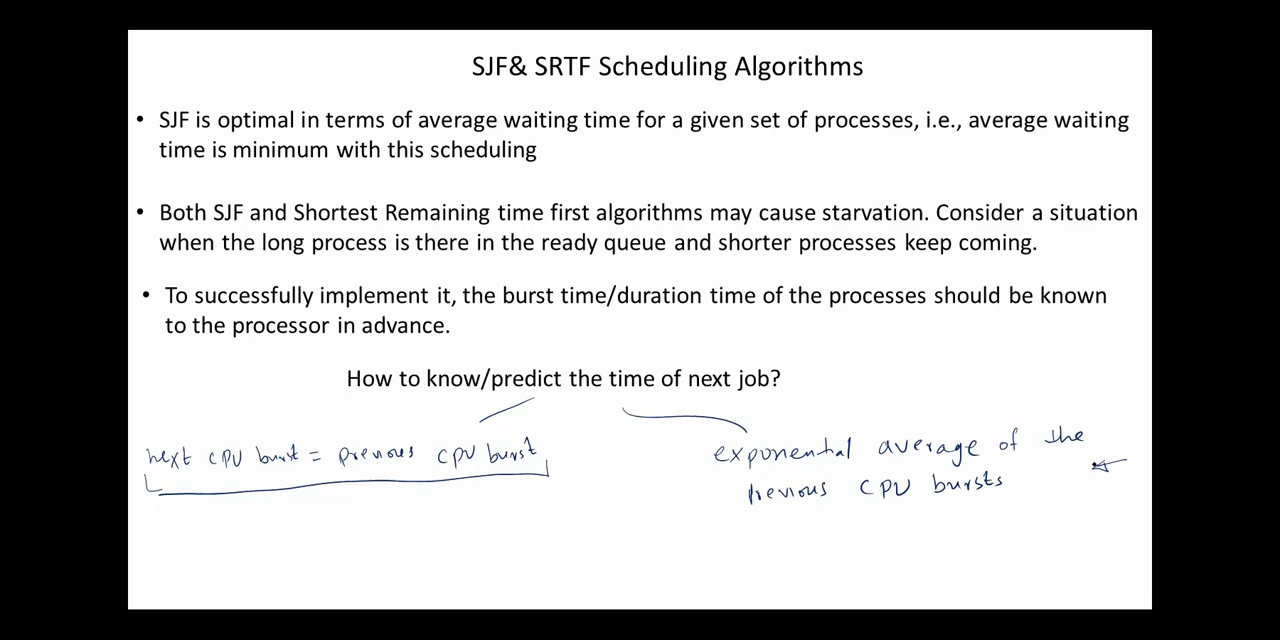 SJF& SRTF Scheduling Algorithms
• SJF is optimal in terms of average waiting time for a given set of processes, i.e., average waiting
time is minimum with this scheduling
• Both SJF and Shortest Remaining time first algorithms may cause starvation. Consider a situation
when the long process is there in the ready queue and shorter processes keep coming.
• To successfully implement it, the burst time/duration time of the processes should be known
to the processor in advance.
How to know/predict the time of next job?
next CPU burst = previous CPU burst
exponential average of the
previous CPU bursts